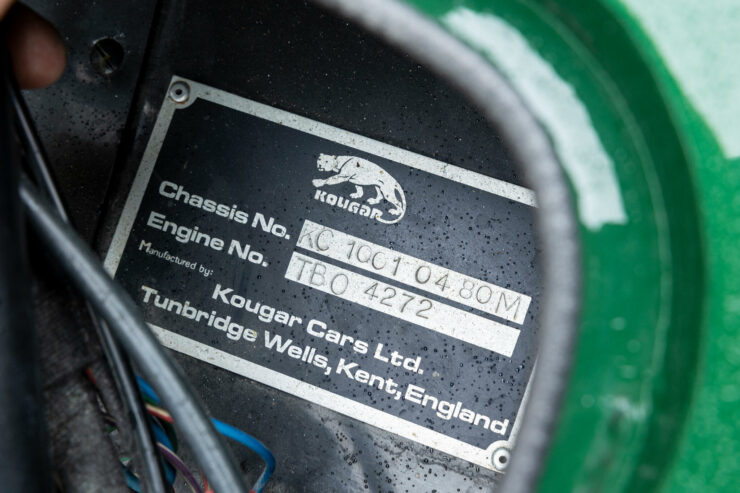 KOUGAR
Chassis No. KC 1001 04.80M
Engine No. TBO 4272
Manufactured by:
Kougar Cars Ltd.
Tunbridge Wells, Kent, England